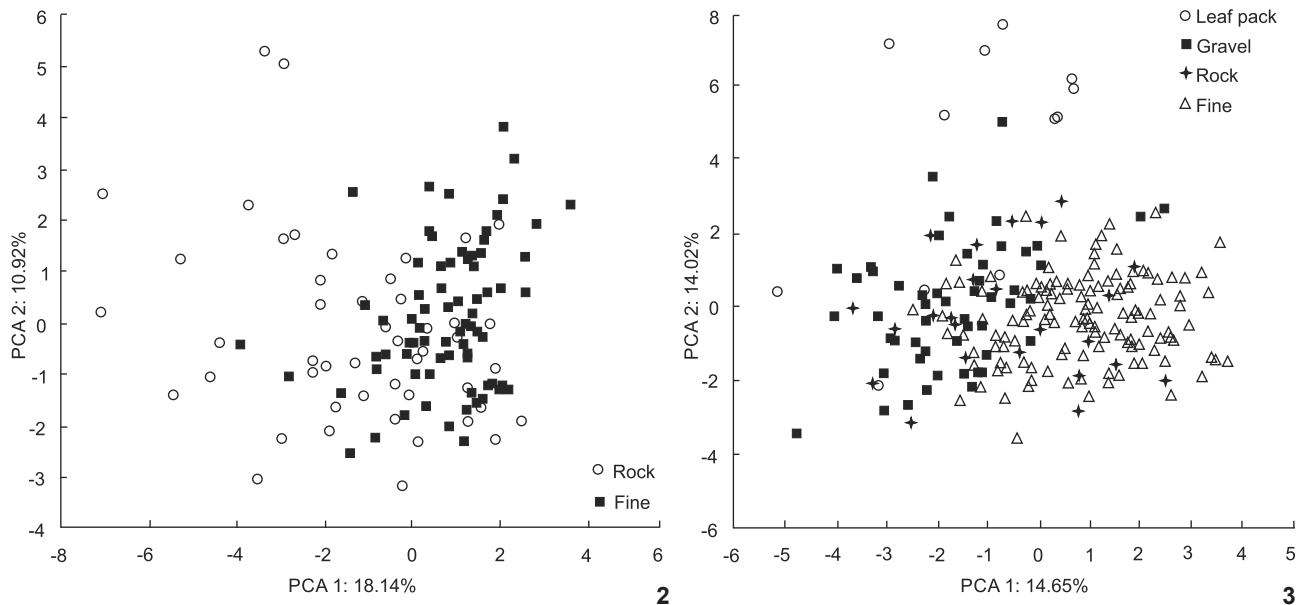 6
5
4
3
2
1
0
-1
-2
-3
-4
PCA 2: 10.92%
-8 -6 -4 -2 0 2 4 6
PCA 1: 18.14%
Rock
Fine
2
8
6
4
2
0
-2
-4
-6
PCA 2: 14.02%
-6 -4 -3 -2 -1 0 1 2 3 4 5
PCA 1: 14.65%
Leaf pack
Gravel
Rock
Fine
3